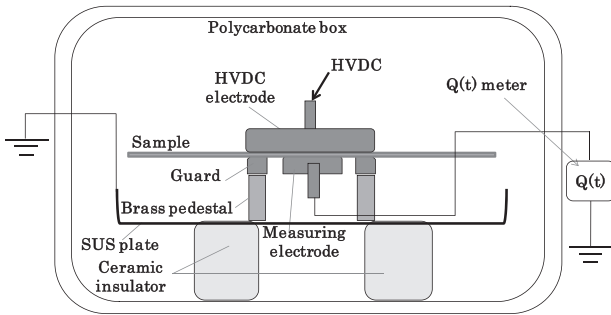 Polycarbonate box
HVDC
HVDC
electrode
Q(t) meter
Sample
Guard
Q(t)
Brass pedestal
Measuring
electrode
SUS plate
Ceramic
insulator